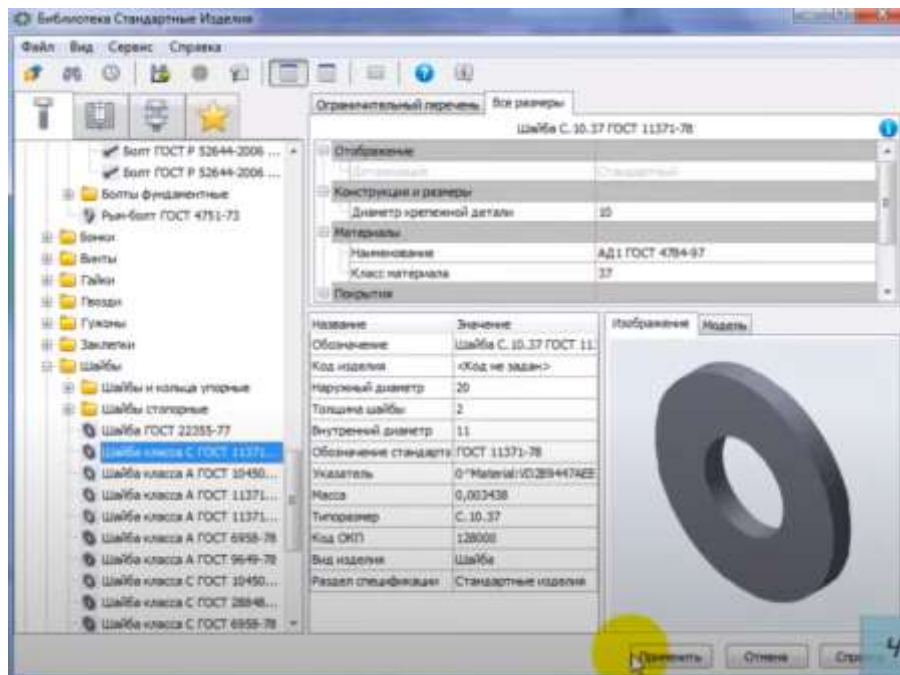 Библиотека Стандартные Изделия
Файл Вид Сервис Справка
Ограничительный перечень Все размеры
Шайба C.10.37 ГОСТ 11371-78
Отображение
Детализация Стандартный
Конструкция и размеры
Диаметр крепежной детали 10
Материалы
Наименование АД1 ГОСТ 4784-97
Класс материала 37
Покрытия
Болт ГОСТ Р 52644-2006 ...
Болт ГОСТ Р 52644-2006 ...
Болты фундаментные
Рым-болт ГОСТ 4751-73
Бонки
Винты
Гайки
Гвозди
Гужоны
Заклепки
Шайбы
Шайбы и кольца упорные
Шайбы стопорные
Шайба ГОСТ 22355-77
Шайба класса C ГОСТ 11371...
Шайба класса A ГОСТ 10450...
Шайба класса A ГОСТ 11371...
Шайба класса A ГОСТ 11371...
Шайба класса A ГОСТ 6958-78
Шайба класса A ГОСТ 9649-78
Шайба класса C ГОСТ 10450...
Шайба класса C ГОСТ 28848...
Шайба класса C ГОСТ 6958-78
Название Значение
Обозначение Шайба C.10.37 ГОСТ 11
Код изделия <Код не задан>
Наружный диаметр 20
Толщина шайбы 2
Внутренний диаметр 11
Обозначение стандарта ГОСТ 11371-78
Указатель
Масса 0,003438
Типоразмер C.10.37
Код ОКП 128000
Вид изделия Шайба
Раздел спецификации Стандартные изделия
Изображение Модель
Применить Отмена Спра
Ч